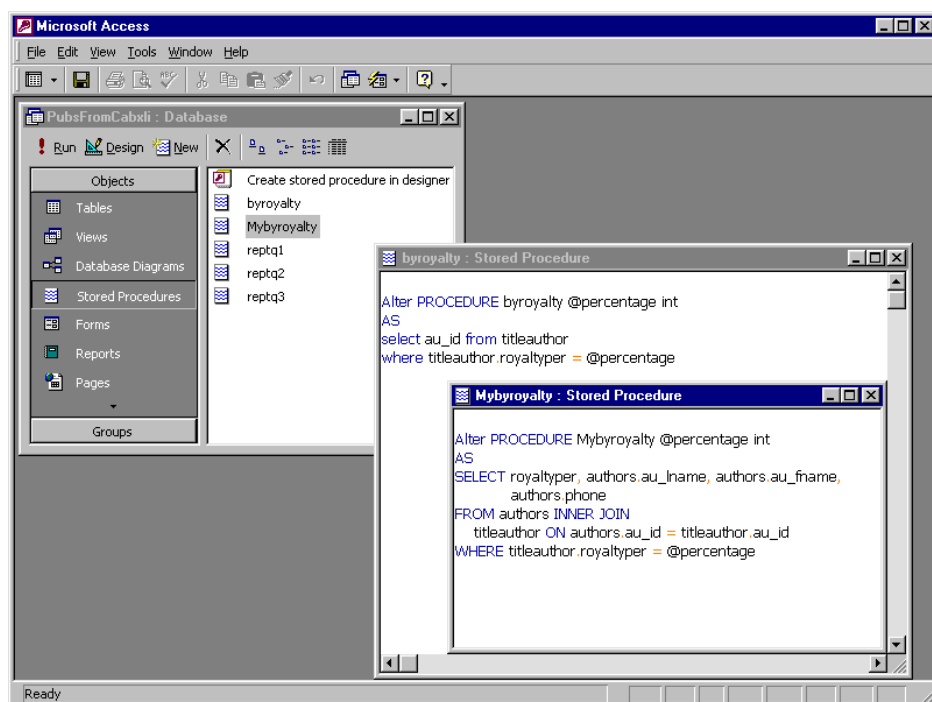 Microsoft Access
File Edit View Tools Window Help
PubsFromCabxli : Database
Run Design New
Objects
Tables
Views
Database Diagrams
Stored Procedures
Forms
Reports
Pages
Groups
Create stored procedure in designer
byroyalty
Mybyroyalty
reptq1
reptq2
reptq3
byroyalty : Stored Procedure
Alter PROCEDURE byroyalty @percentage int
AS
select au_id from titleauthor
where titleauthor.royaltyper = @percentage
Mybyroyalty : Stored Procedure
Alter PROCEDURE Mybyroyalty @percentage int
AS
SELECT royaltyper, authors.au_lname, authors.au_fname,
authors.phone
FROM authors INNER JOIN
titleauthor ON authors.au_id = titleauthor.au_id
WHERE titleauthor.royaltyper = @percentage
Ready